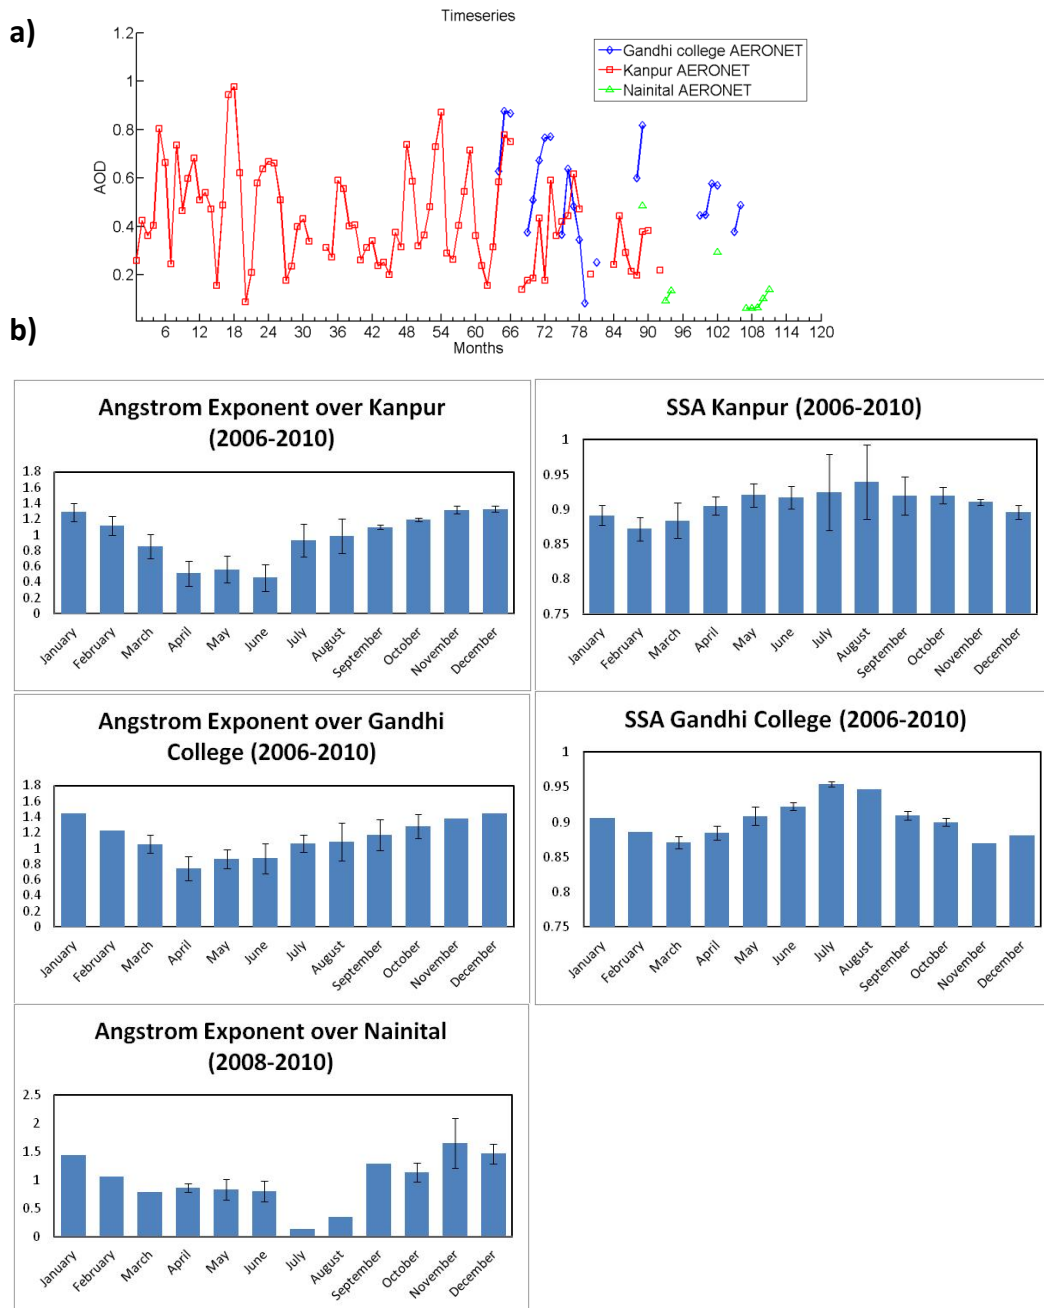 a)
Timeseries
1.2
1
0.8
0.6
0.4
0.2
AOD
Gandhi college AERONET
Kanpur AERONET
Nainital AERONET
6 12 18 24 30 36 42 48 54 60 66 72 78 84 90 96 102 108 114 120
Months
b)
Angstrom Exponent over Kanpur
(2006-2010)
1.8
1.6
1.4
1.2
1
0.8
0.6
0.4
0.2
0
January February March April May June July August September October November December
SSA Kanpur (2006-2010)
1
0.95
0.9
0.85
0.8
0.75
January February March April May June July August September October November December
Angstrom Exponent over Gandhi
College (2006-2010)
1.8
1.6
1.4
1.2
1
0.8
0.6
0.4
0.2
0
January February March April May June July August September October November December
SSA Gandhi College (2006-2010)
1
0.95
0.9
0.85
0.8
0.75
January February March April May June July August September October November December
Angstrom Exponent over Nainital
(2008-2010)
2.5
2
1.5
1
0.5
0
January February March April May June July August September October November December